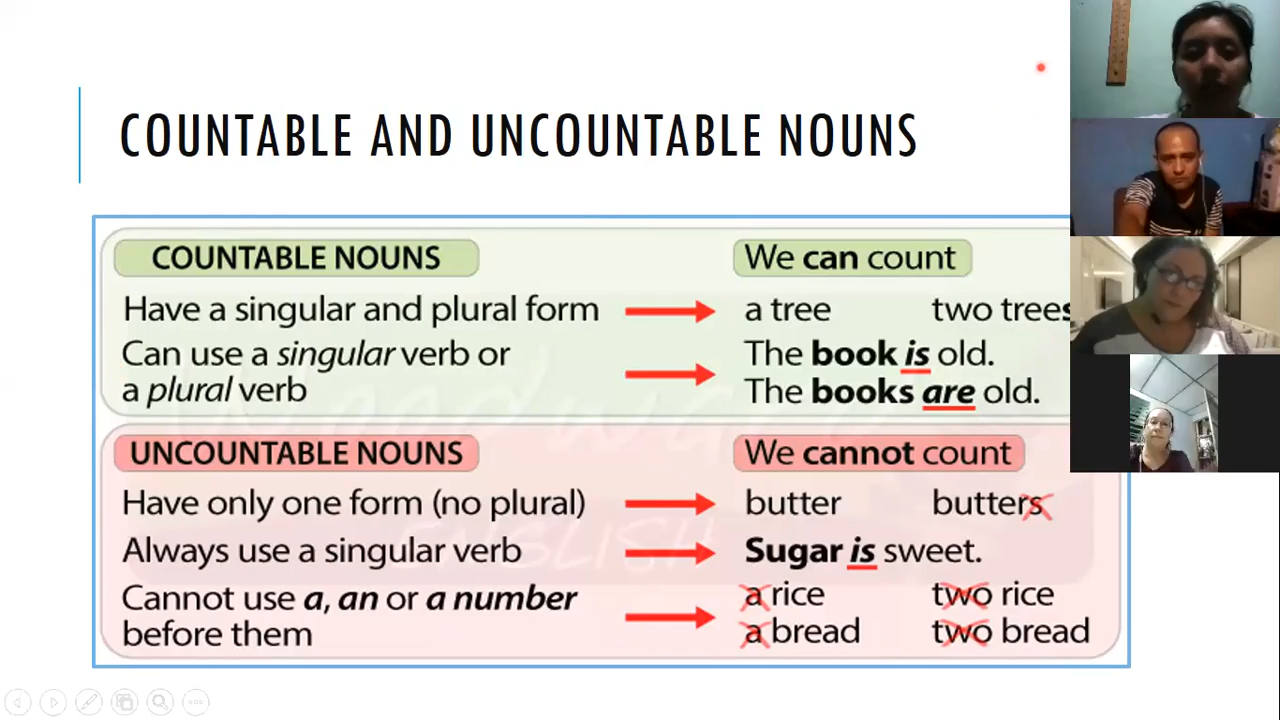 COUNTABLE AND UNCOUNTABLE NOUNS
COUNTABLE NOUNS We can count
Have a singular and plural form a tree two trees
Can use a singular verb or The book is old.
a plural verb The books are old.
UNCOUNTABLE NOUNS We cannot count
Have only one form (no plural) butter butters
Always use a singular verb Sugar is sweet.
Cannot use a, an or a number a rice two rice
before them a bread two bread
ENGLISH